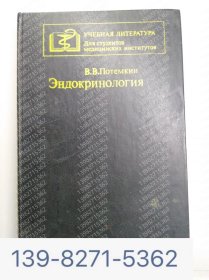 УЧЕБНАЯ ЛИТЕРАТУРА
Для студентов
медицинских институтов
В.В.Потемкин
Эндокринология
139-8271-5362